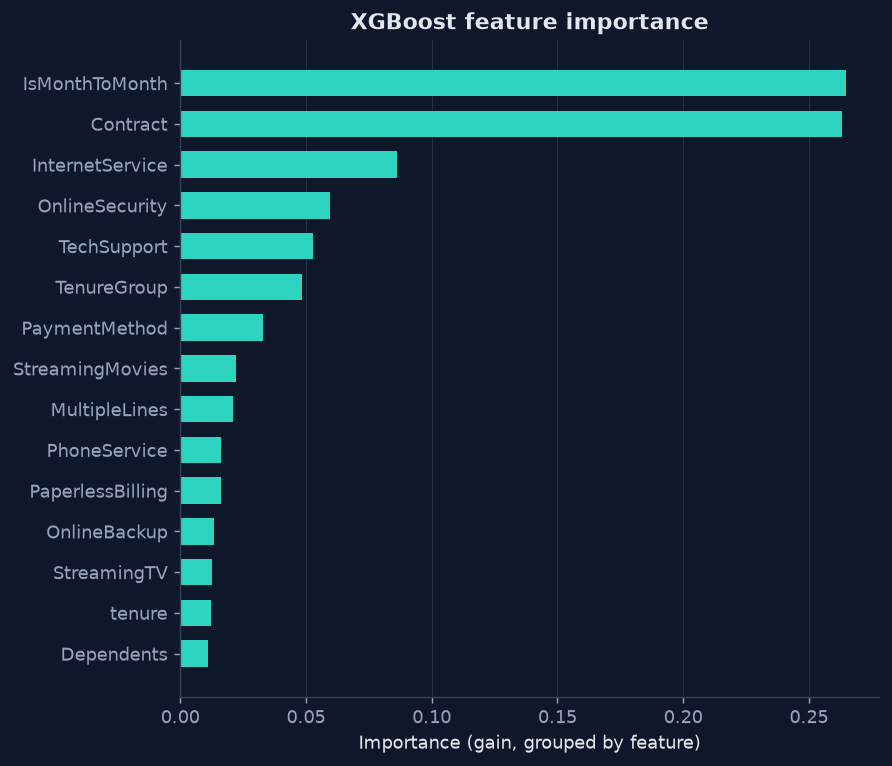 XGBoost feature importance
IsMonthToMonth
Contract
InternetService
OnlineSecurity
TechSupport
TenureGroup
PaymentMethod
StreamingMovies
MultipleLines
PhoneService
PaperlessBilling
OnlineBackup
StreamingTV
tenure
Dependents
0.00 0.05 0.10 0.15 0.20 0.25
Importance (gain, grouped by feature)